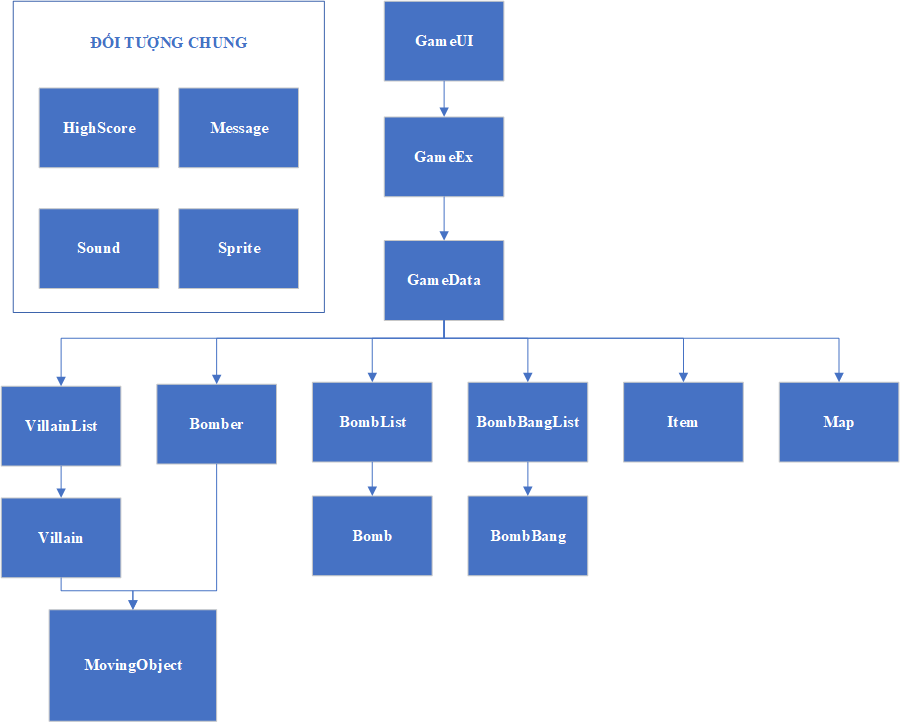 ĐỐI TƯỢNG CHUNG
HighScore
Message
Sound
Sprite
GameUI
GameEx
GameData
VillainList
Bomber
BombList
BombBangList
Item
Map
Villain
Bomb
BombBang
MovingObject